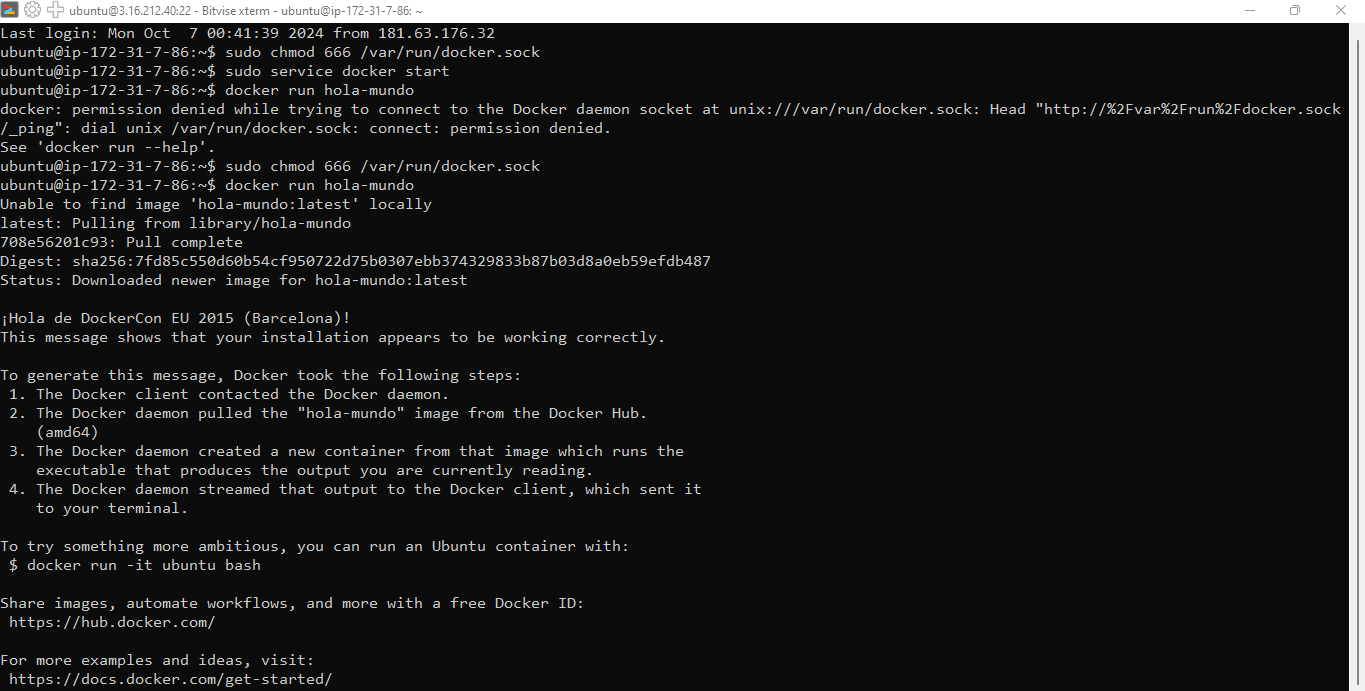 ubuntu@3.16.212.40:22 - Bitvise xterm - ubuntu@ip-172-31-7-86: ~
Last login: Mon Oct  7 00:41:39 2024 from 181.63.176.32
ubuntu@ip-172-31-7-86:~$ sudo chmod 666 /var/run/docker.sock
ubuntu@ip-172-31-7-86:~$ sudo service docker start
ubuntu@ip-172-31-7-86:~$ docker run hola-mundo
docker: permission denied while trying to connect to the Docker daemon socket at unix:///var/run/docker.sock: Head "http://%2Fvar%2Frun%2Fdocker.sock
/_ping": dial unix /var/run/docker.sock: connect: permission denied.
See 'docker run --help'.
ubuntu@ip-172-31-7-86:~$ sudo chmod 666 /var/run/docker.sock
ubuntu@ip-172-31-7-86:~$ docker run hola-mundo
Unable to find image 'hola-mundo:latest' locally
latest: Pulling from library/hola-mundo
708e56201c93: Pull complete
Digest: sha256:7fd85c550d60b54cf950722d75b0307ebb374329833b87b03d8a0eb59efdb487
Status: Downloaded newer image for hola-mundo:latest

¡Hola de DockerCon EU 2015 (Barcelona)!
This message shows that your installation appears to be working correctly.

To generate this message, Docker took the following steps:
 1. The Docker client contacted the Docker daemon.
 2. The Docker daemon pulled the "hola-mundo" image from the Docker Hub.
    (amd64)
 3. The Docker daemon created a new container from that image which runs the
    executable that produces the output you are currently reading.
 4. The Docker daemon streamed that output to the Docker client, which sent it
    to your terminal.

To try something more ambitious, you can run an Ubuntu container with:
 $ docker run -it ubuntu bash

Share images, automate workflows, and more with a free Docker ID:
 https://hub.docker.com/

For more examples and ideas, visit:
 https://docs.docker.com/get-started/